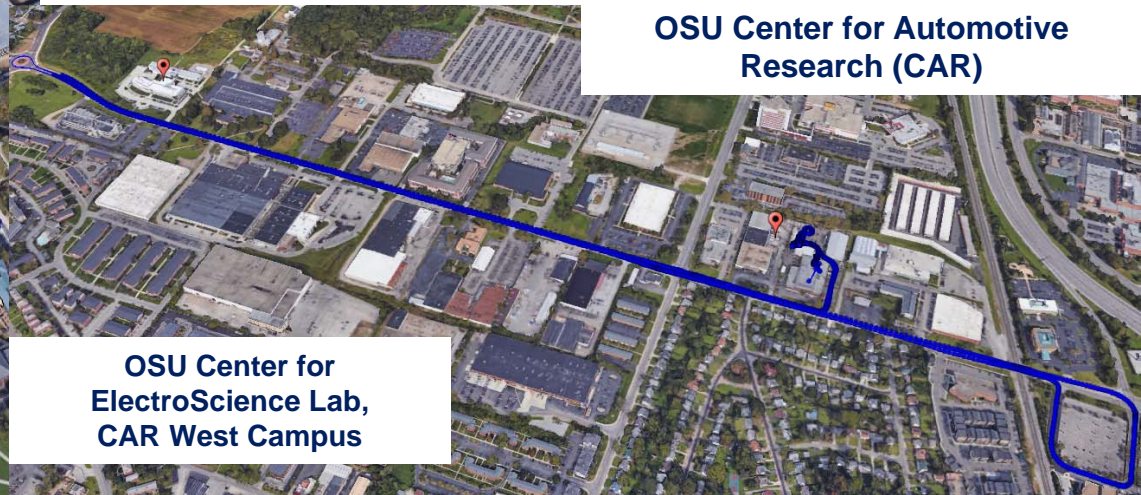 OSU Center for Automotive
Research (CAR)
OSU Center for
ElectroScience Lab,
CAR West Campus